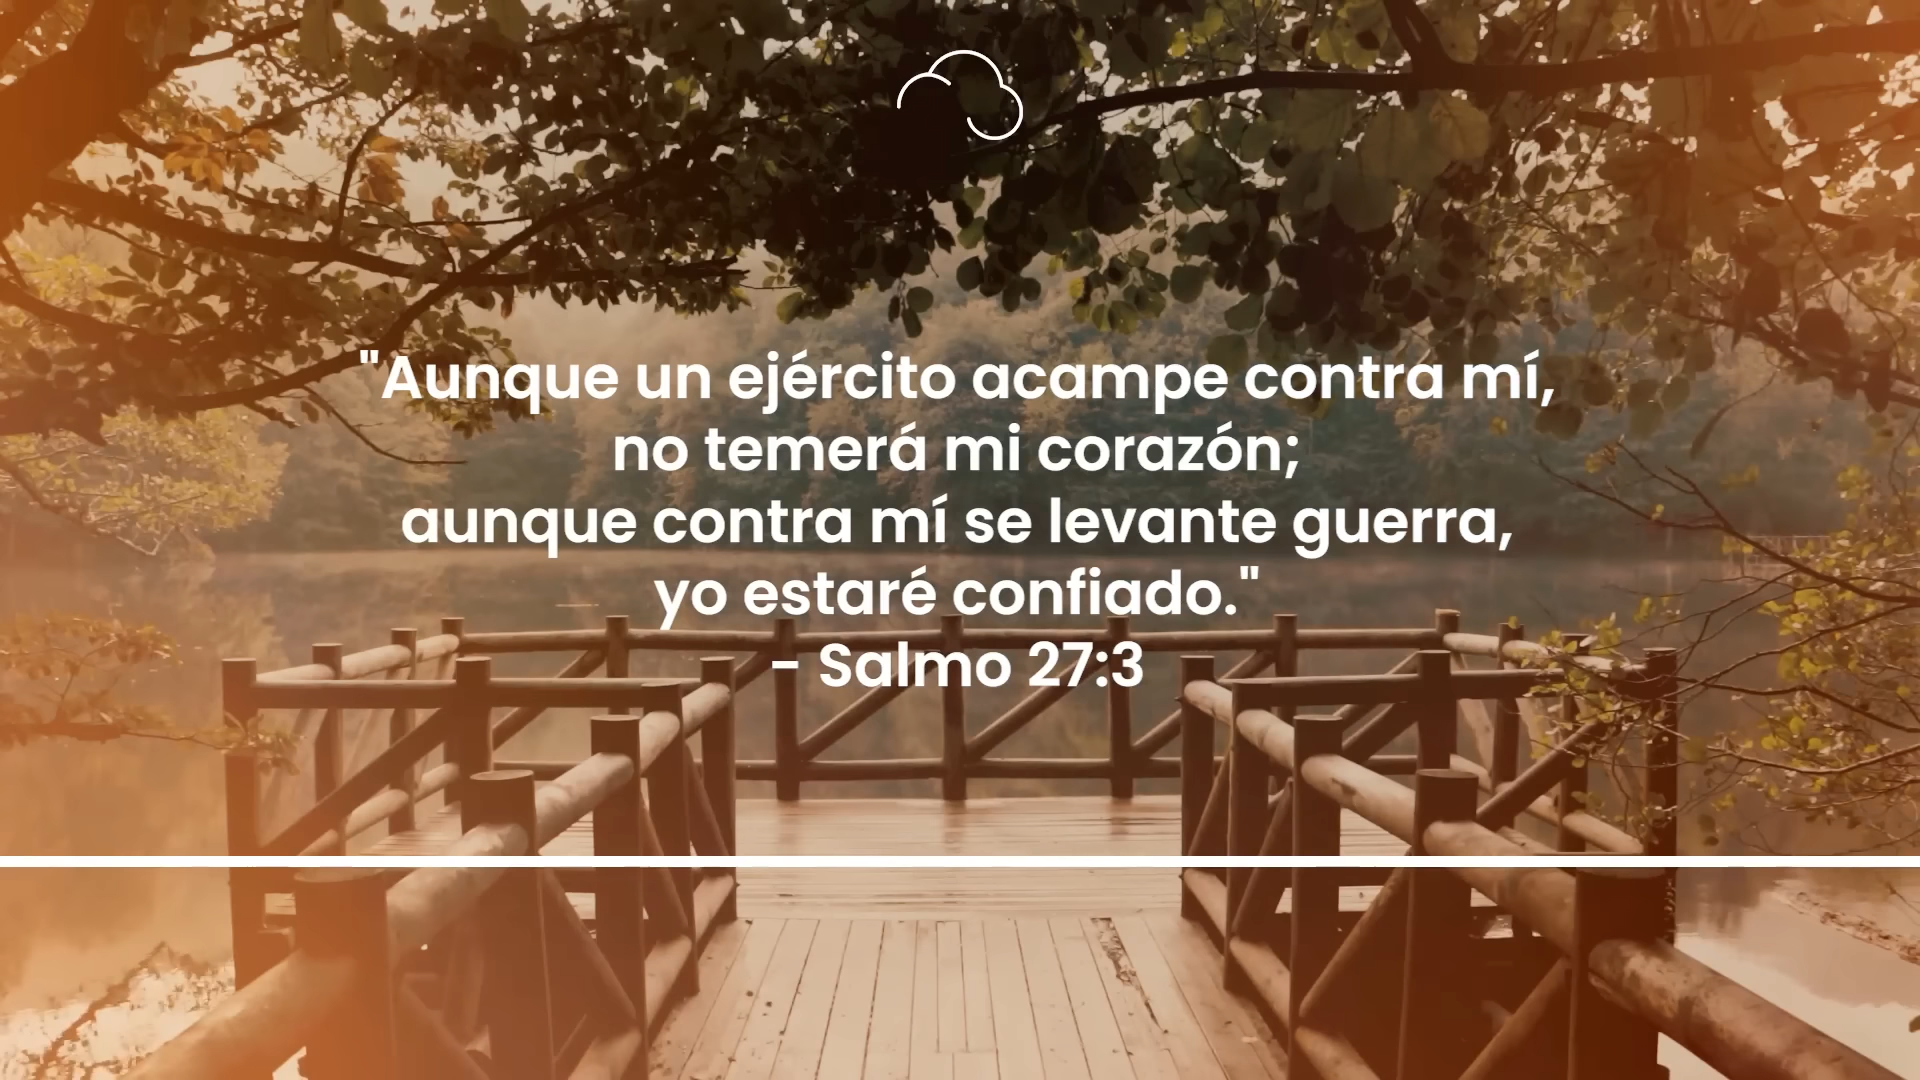 "Aunque un ejército acampe contra mí,
no temerá mi corazón;
aunque contra mí se levante guerra,
yo estaré confiado."
- Salmo 27:3